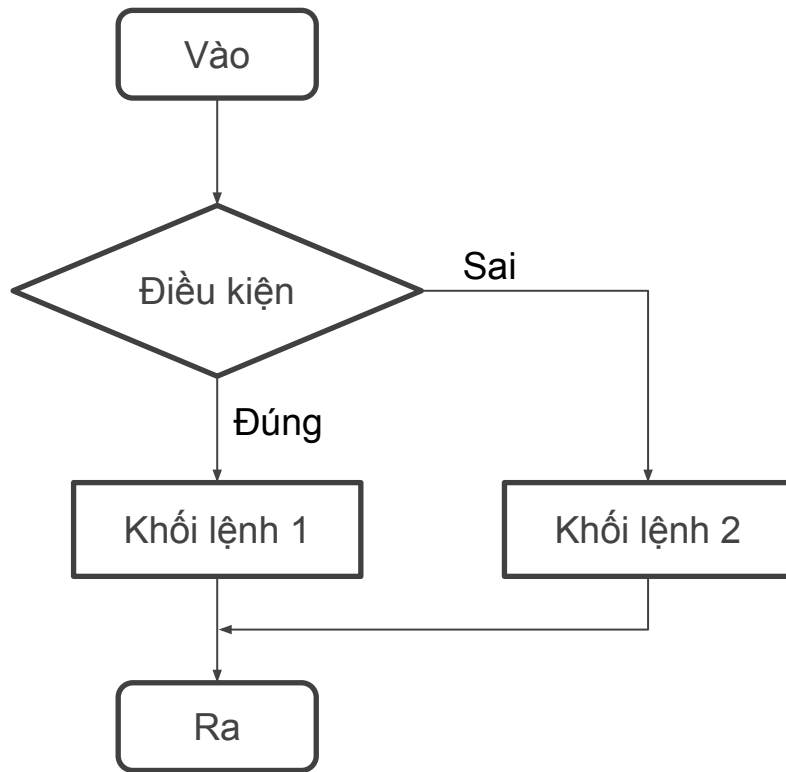 Vào
Điều kiện
Sai
Đúng
Khối lệnh 1
Khối lệnh 2
Ra